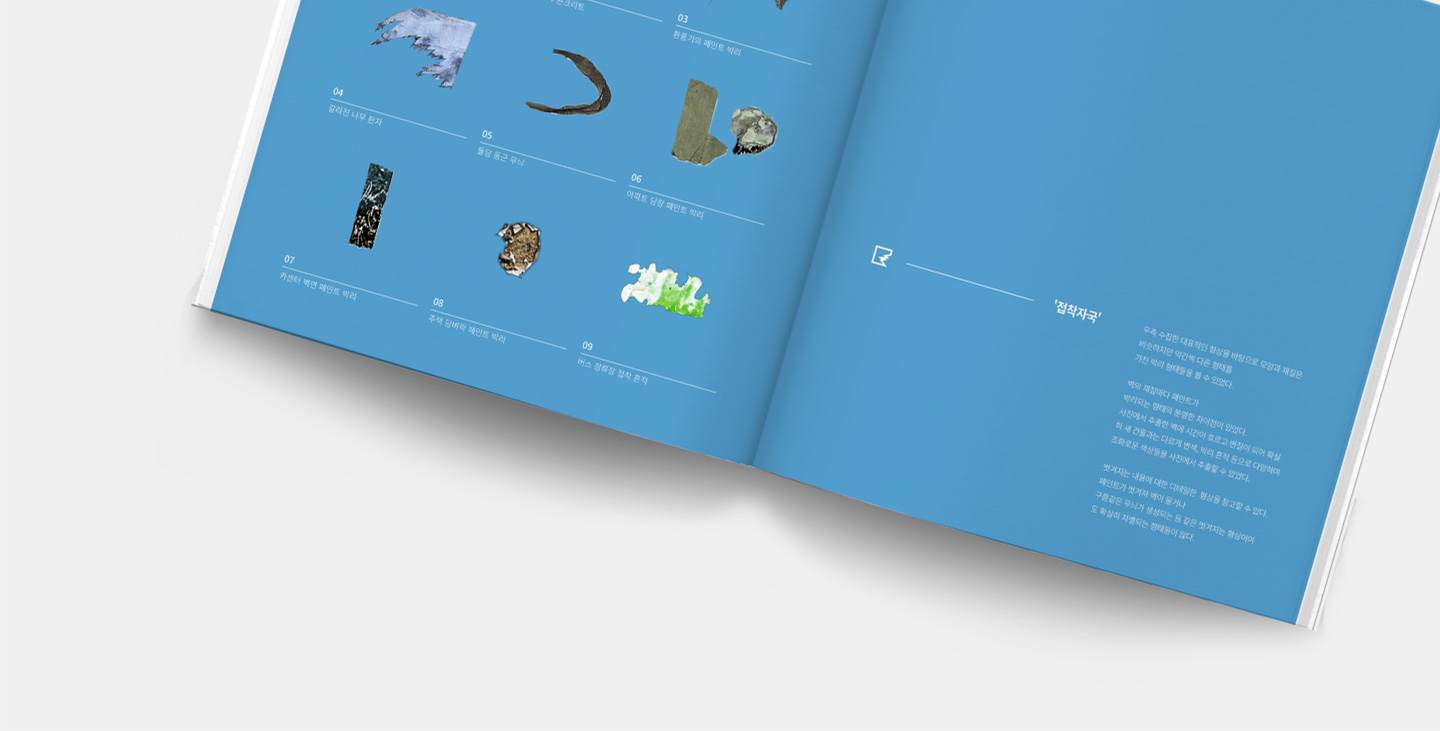 콘크리트
03
환풍기의 페인트 박리
04
갈라진 나무 판자
05
돌담 둥근 무늬
06
아파트 담장 페인트 박리
07
카센터 벽면 페인트 박리
08
주택 담벼락 페인트 박리
09
버스 정류장 접착 흔적
'접착자국'
우측 수집한 대표적인 형상을 바탕으로 모양과 재질은
비슷하지만 약간씩 다른 형태를
가진 박리 형태들을 볼 수 있었다.
벽의 재질마다 페인트가
박리되는 형태의 분명한 차이점이 있었다.
사진에서 추출한 벽에 시간이 흐르고 변질이 되어 확실
히 새 건물과는 다르게 변색, 박리 흔적 등으로 다양하며
조화로운 색상들을 사진에서 추출할 수 있었다.
벗겨지는 내용에 대한 디테일한 형상을 참고할 수 있다.
페인트가 벗겨져 벽이 뚫거나
구름같은 무늬가 생성되는 등 같은 벗겨지는 형상이어
도 확실히 차별되는 형태들이 많다.